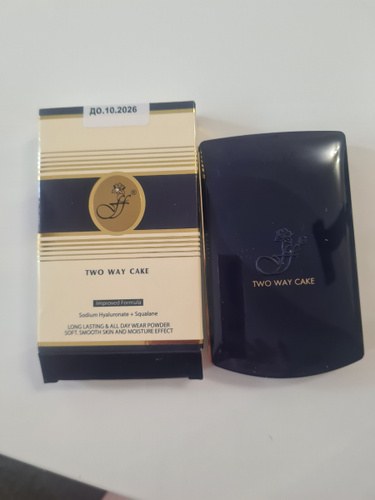 ДО.10.2026
TWO WAY CAKE
Improved Formula
Sodium Hyaluronate + Squalane
LONG LASTING & ALL DAY WEAR POWDER
SOFT SMOOTH SKIN AND MOISTURE EFFECT
TWO WAY CAKE